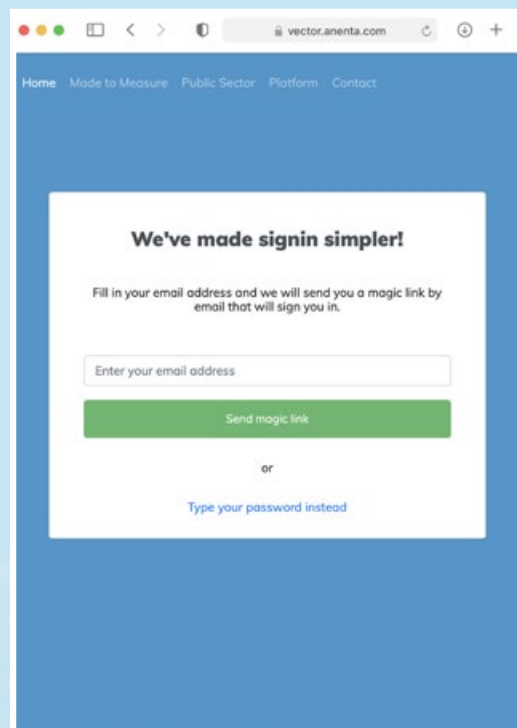 vector.anenta.com
Home Made to Measure Public Sector Platform Contact
We've made signin simpler!
Fill in your email address and we will send you a magic link by
email that will sign you in.
Enter your email address
Send magic link
or
Type your password instead